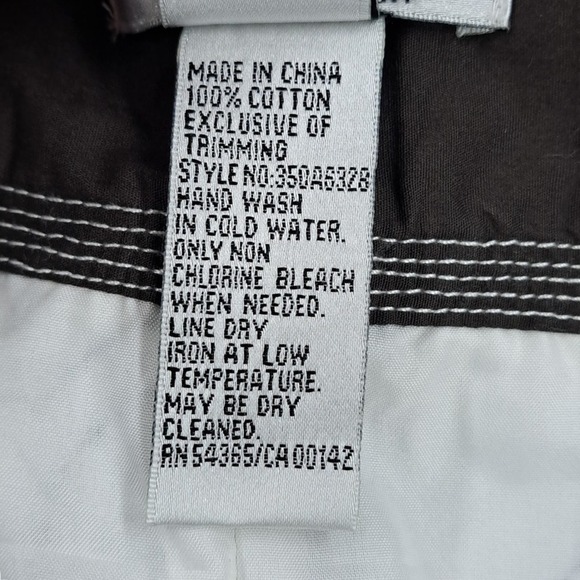 MADE IN CHINA
100% COTTON
EXCLUSIVE OF
TRIMMING
STYLE NO:350A6328
HAND WASH
IN COLD WATER.
ONLY NON
CHLORINE BLEACH
WHEN NEEDED.
LINE DRY
IRON AT LOW
TEMPERATURE.
MAY BE DRY
CLEANED.
RN 54365/CA 00142